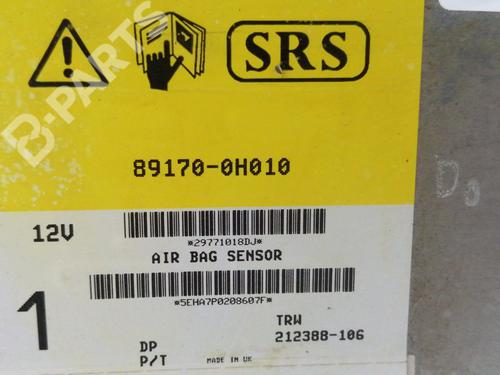 B-PARTS
SRS
89170-0H010
12V
*29771018DJ*
AIR BAG SENSOR
*5EHA7P0208607F*
1
TRW
DP
212388-106
P/T
MADE IN UK
D